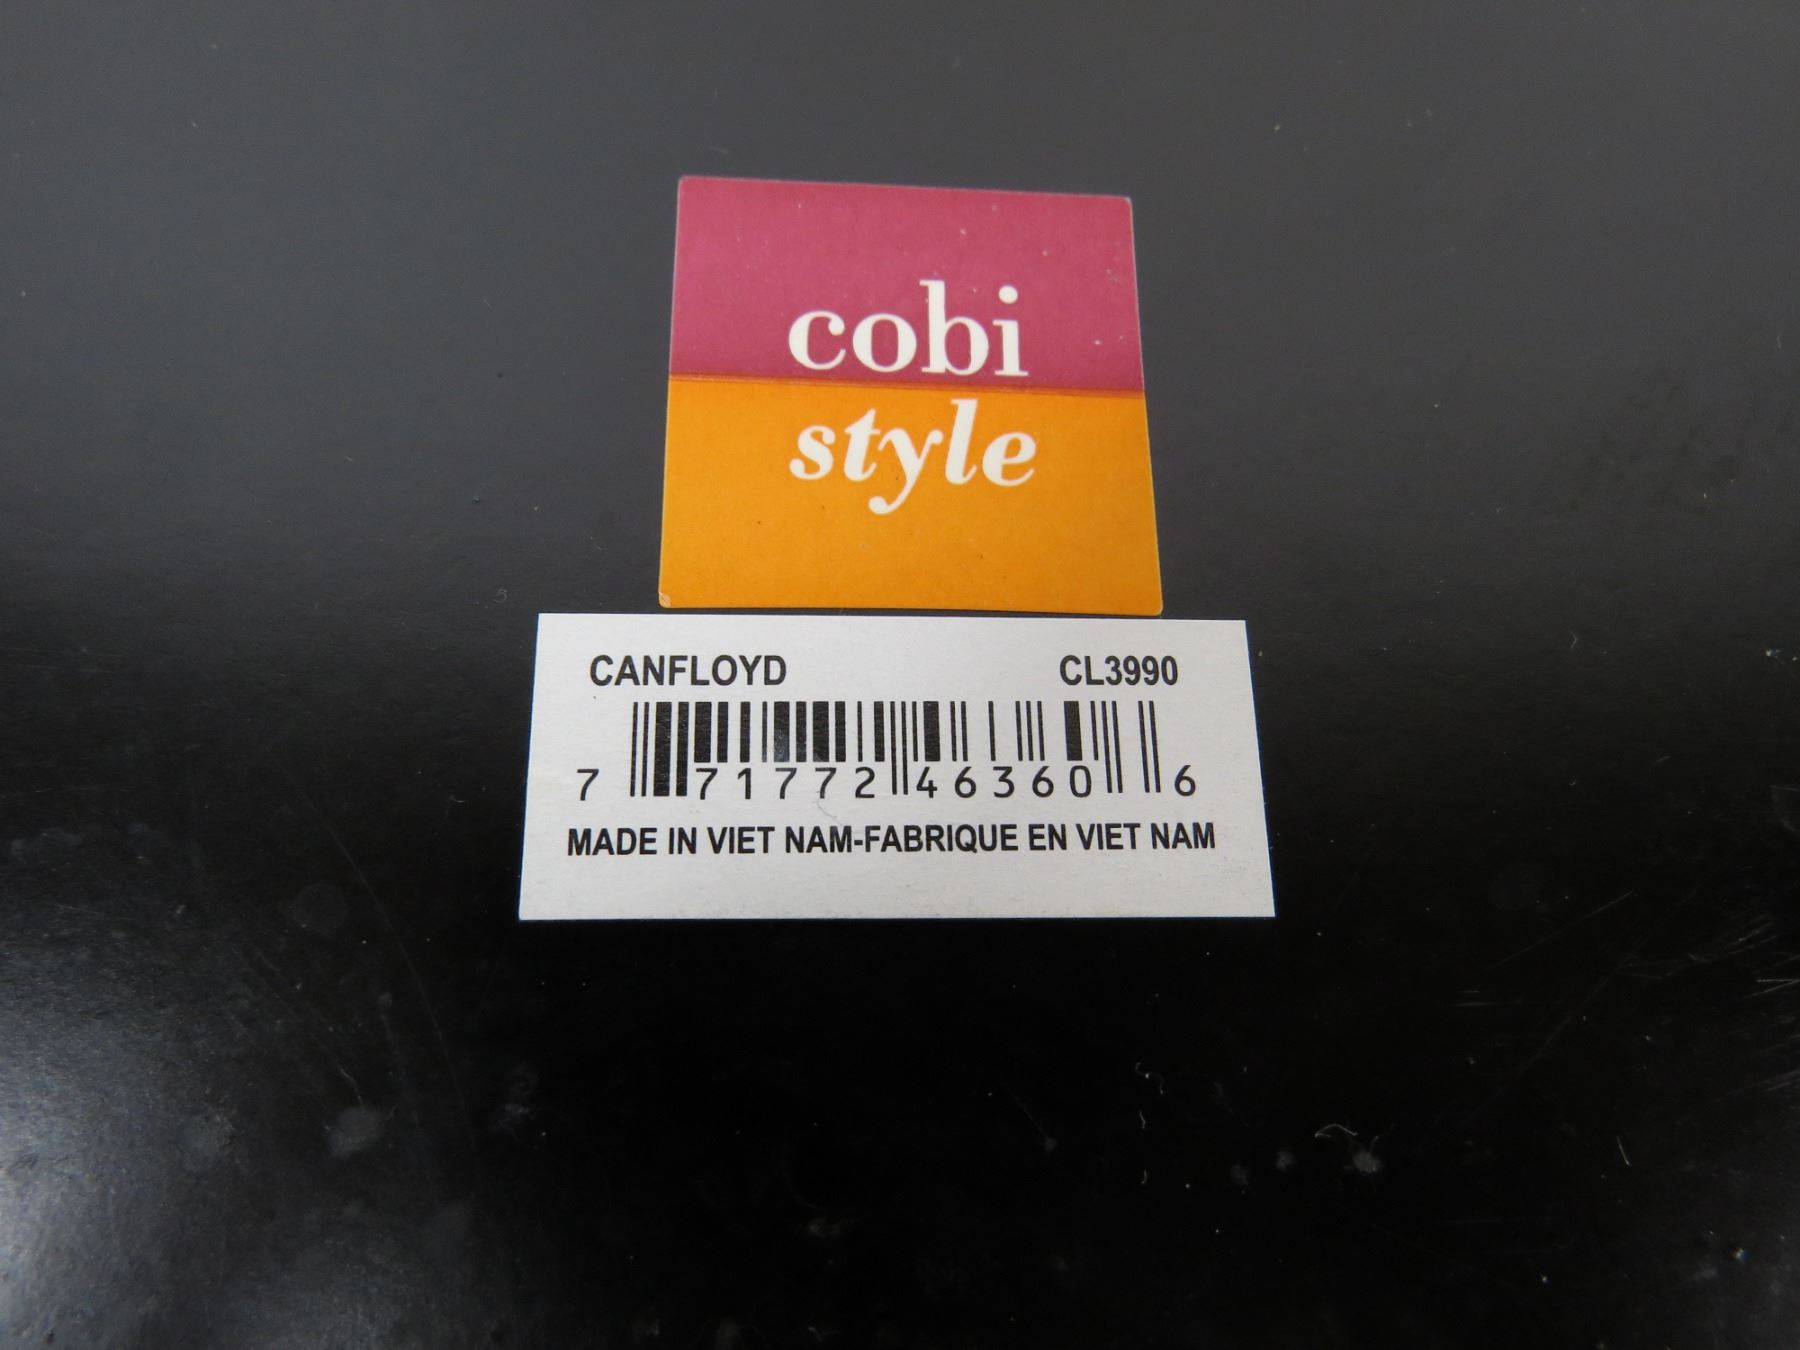 cobi
style
CANFLOYD CL3990
7 71772 46360 6
MADE IN VIET NAM-FABRIQUE EN VIET NAM